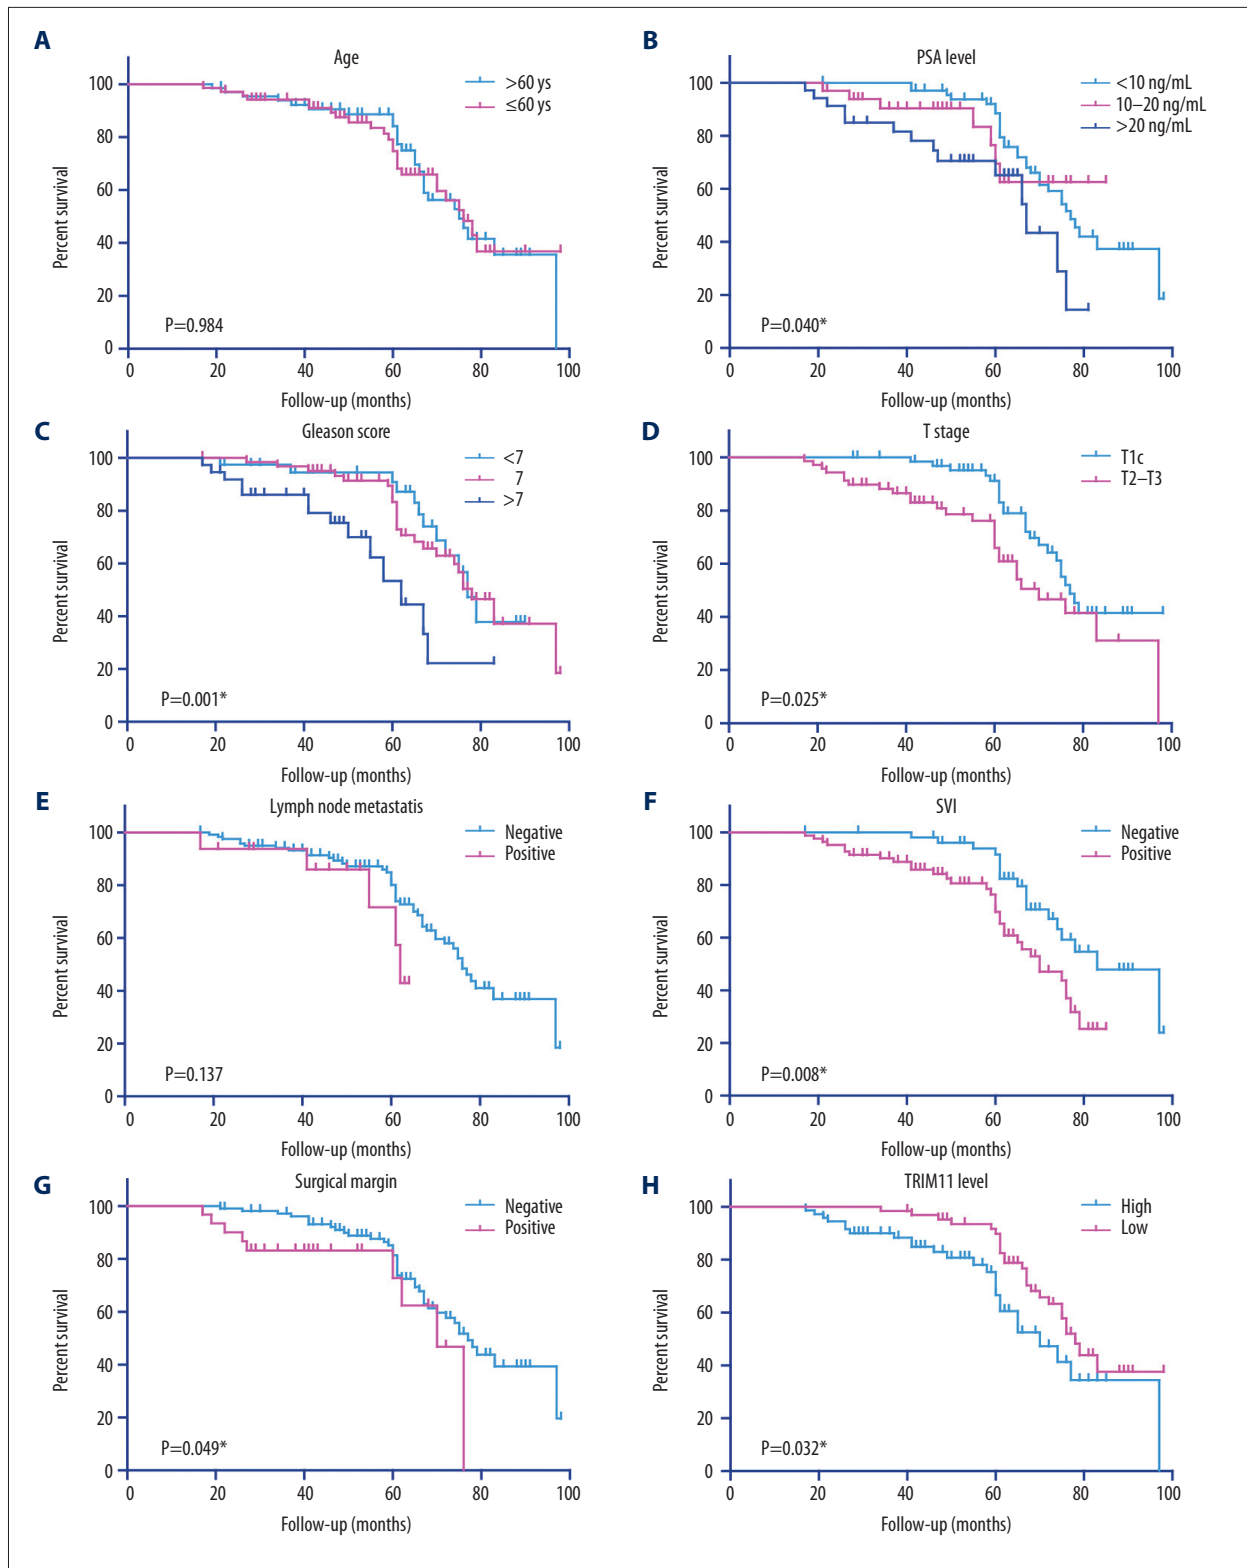 A
Age
>60 ys
≤60 ys
Percent survival
100
80
60
40
20
0
P=0.984
0 20 40 60 80 100
Follow-up (months)
B
PSA level
<10 ng/mL
10–20 ng/mL
>20 ng/mL
Percent survival
100
80
60
40
20
0
P=0.040*
0 20 40 60 80 100
Follow-up (months)
C
Gleason score
<7
7
>7
Percent survival
100
80
60
40
20
0
P=0.001*
0 20 40 60 80 100
Follow-up (months)
D
T stage
T1c
T2–T3
Percent survival
100
80
60
40
20
0
P=0.025*
0 20 40 60 80 100
Follow-up (months)
E
Lymph node metastatis
Negative
Positive
Percent survival
100
80
60
40
20
0
P=0.137
0 20 40 60 80 100
Follow-up (months)
F
SVI
Negative
Positive
Percent survival
100
80
60
40
20
0
P=0.008*
0 20 40 60 80 100
Follow-up (months)
G
Surgical margin
Negative
Positive
Percent survival
100
80
60
40
20
0
P=0.049*
0 20 40 60 80 100
Follow-up (months)
H
TRIM11 level
High
Low
Percent survival
100
80
60
40
20
0
P=0.032*
0 20 40 60 80 100
Follow-up (months)